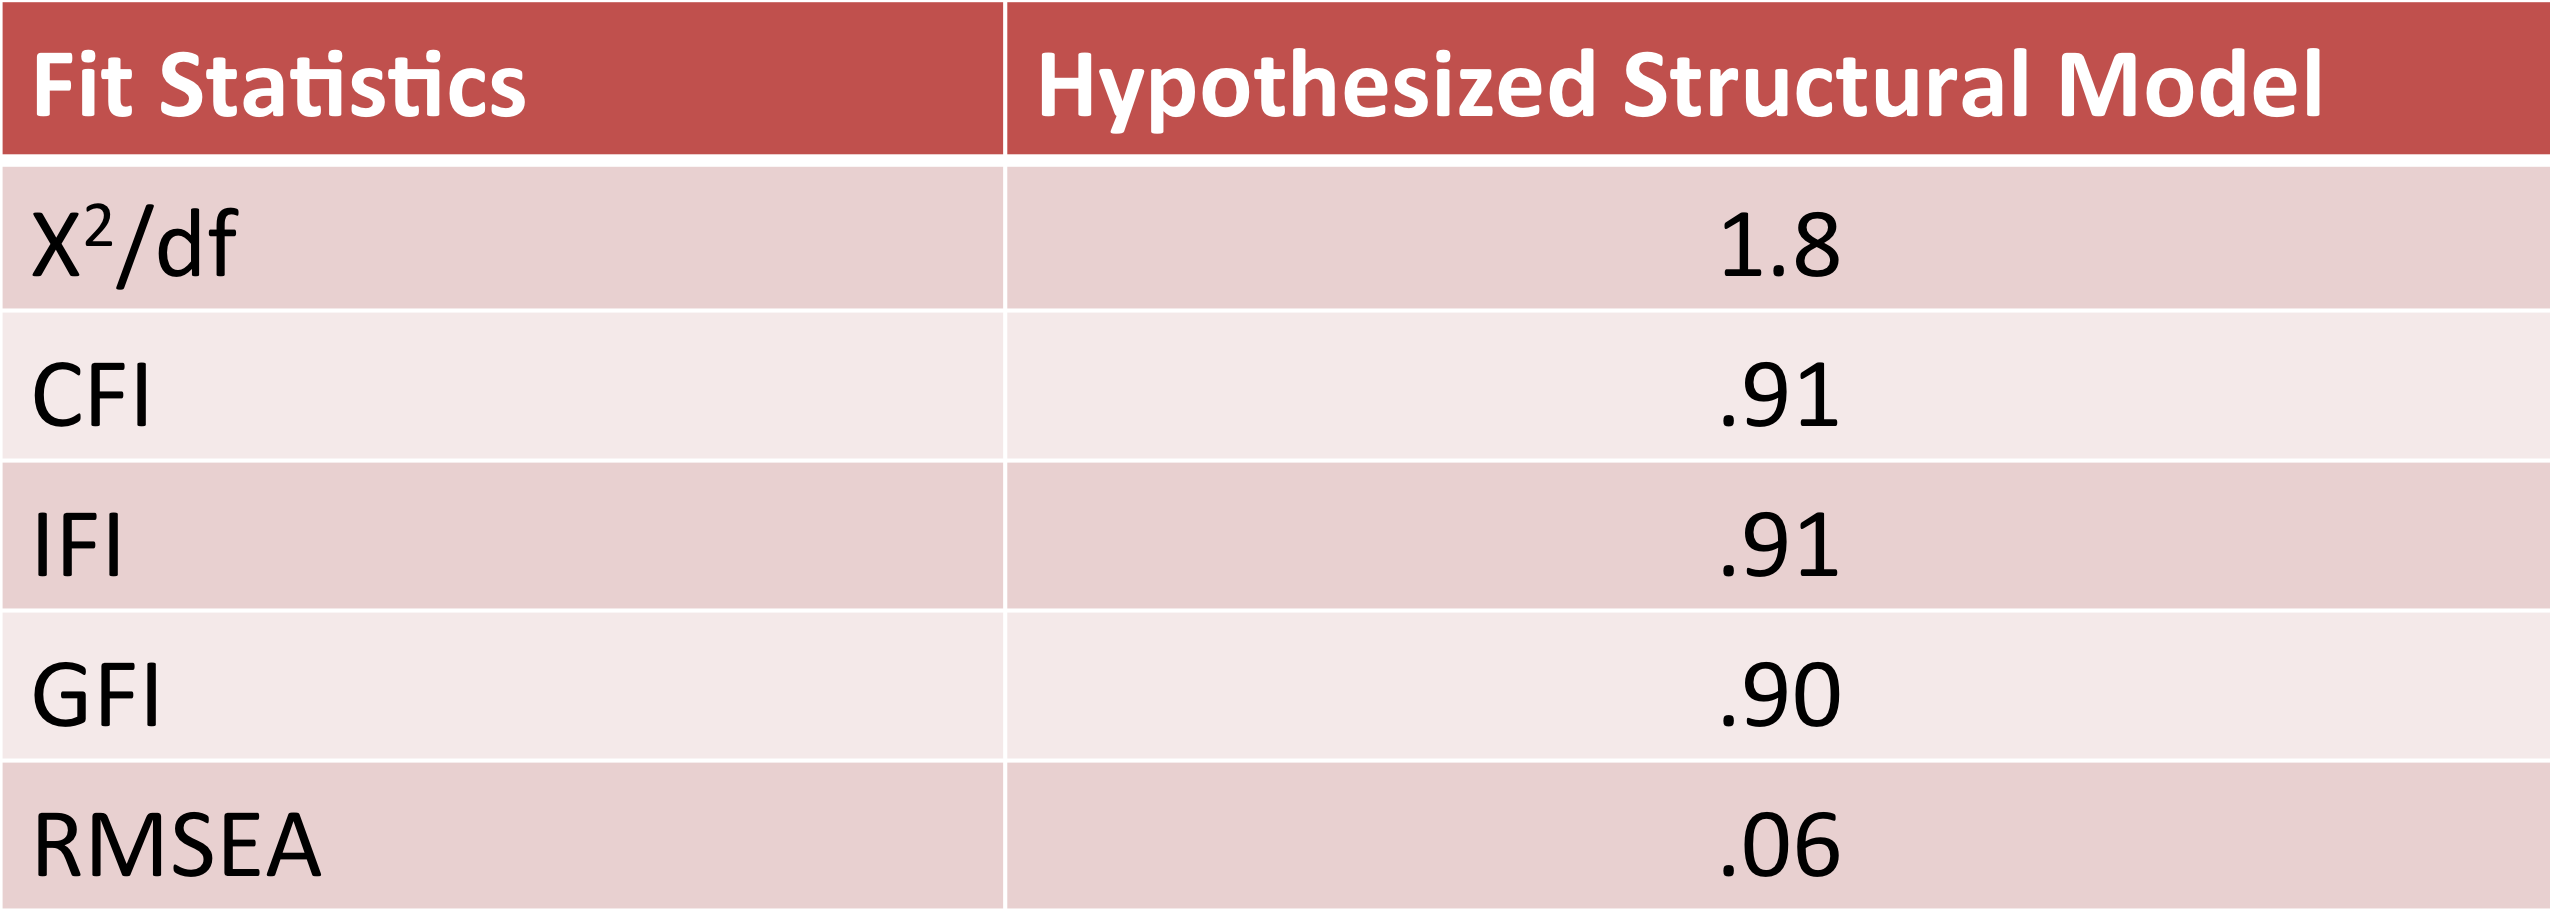 Fit Statistics Hypothesized Structural Model
X²/df 1.8
CFI .91
IFI .91
GFI .90
RMSEA .06